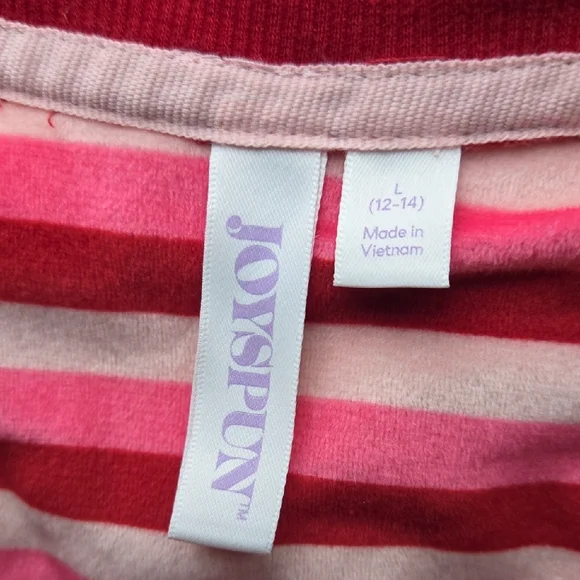 JOYSPUN™
L
(12-14)
Made in
Vietnam